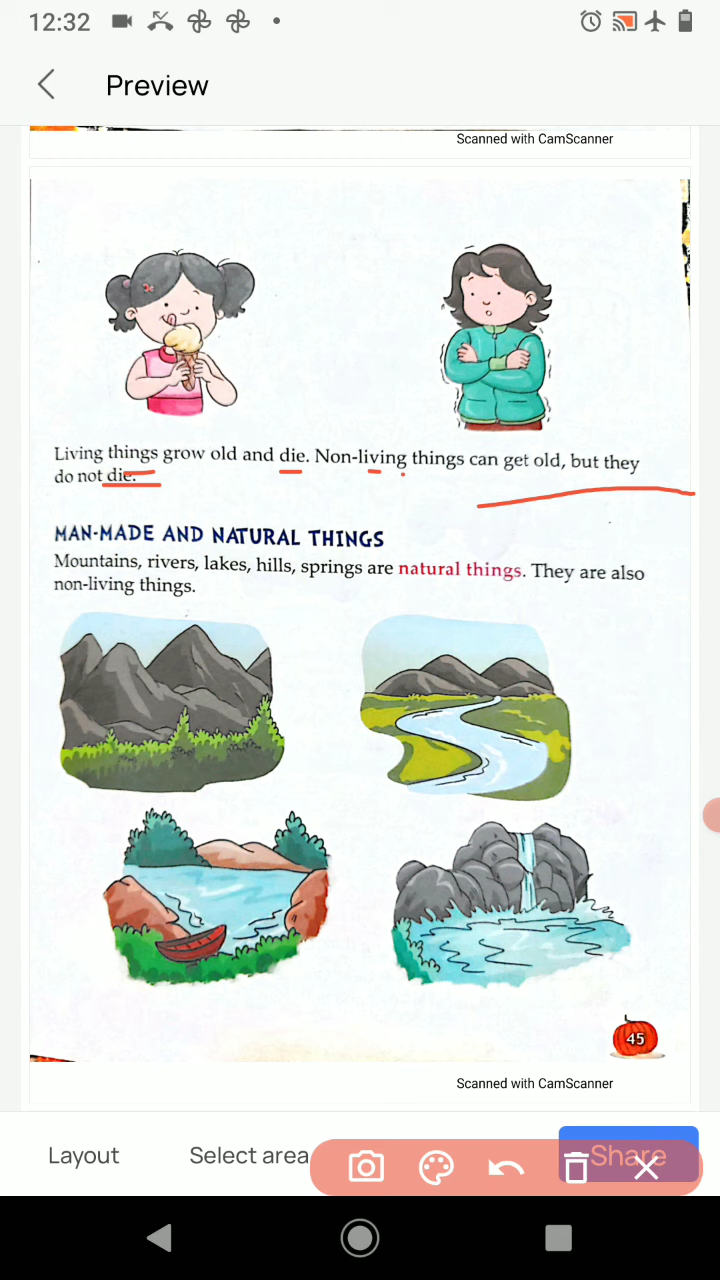 12:32
Preview
Scanned with CamScanner
Living things grow old and die. Non-living things can get old, but they
do not die.
MAN-MADE AND NATURAL THINGS
Mountains, rivers, lakes, hills, springs are natural things. They are also
non-living things.
45
Scanned with CamScanner
Layout
Select area
Share